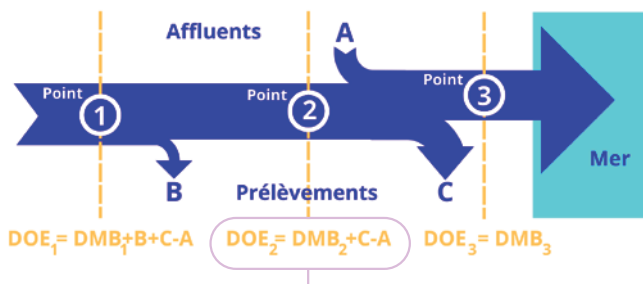 Affluents
A
Point 1
Point 2
Point 3
Mer
B
Prélèvements
C
DOE₁= DMB₁+B+C-A
DOE₂= DMB₂+C-A
DOE₃= DMB₃